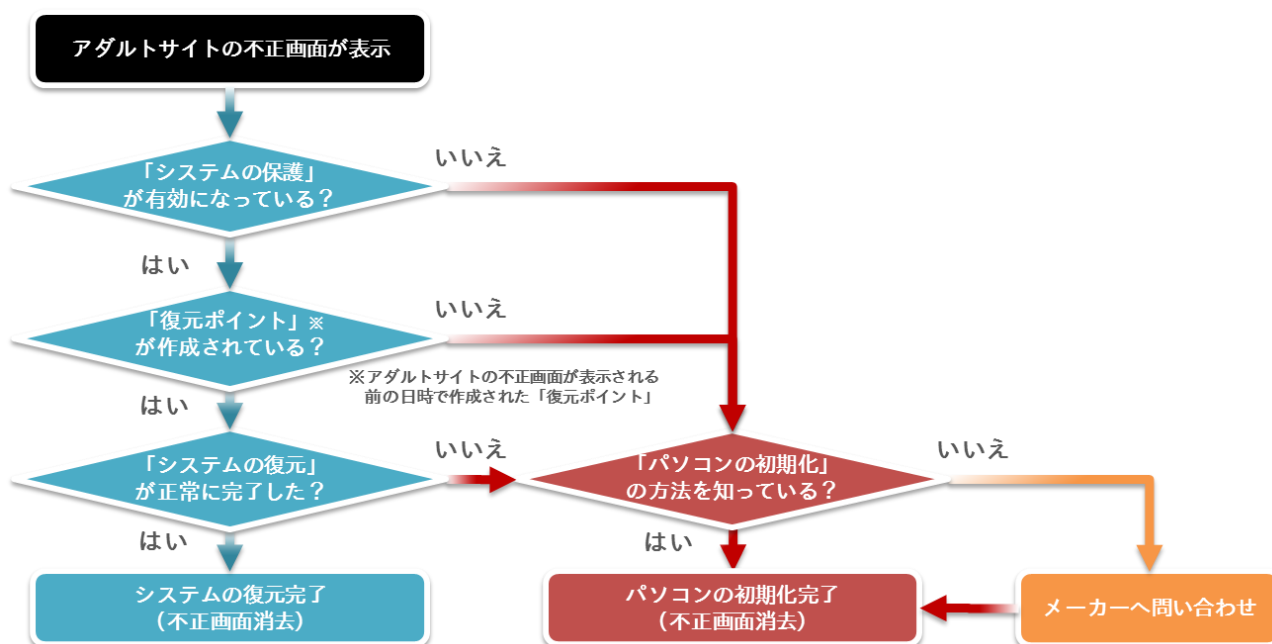 アダルトサイトの不正画面が表示
いいえ
「システムの保護」
が有効になっている？
はい
いいえ
「復元ポイント」※
が作成されている？
※アダルトサイトの不正画面が表示される
前の日時で作成された「復元ポイント」
はい
いいえ
いいえ
「システムの復元」
が正常に完了した？
「パソコンの初期化」
の方法を知っている？
はい
はい
システムの復元完了
（不正画面消去）
パソコンの初期化完了
（不正画面消去）
メーカーへ問い合わせ